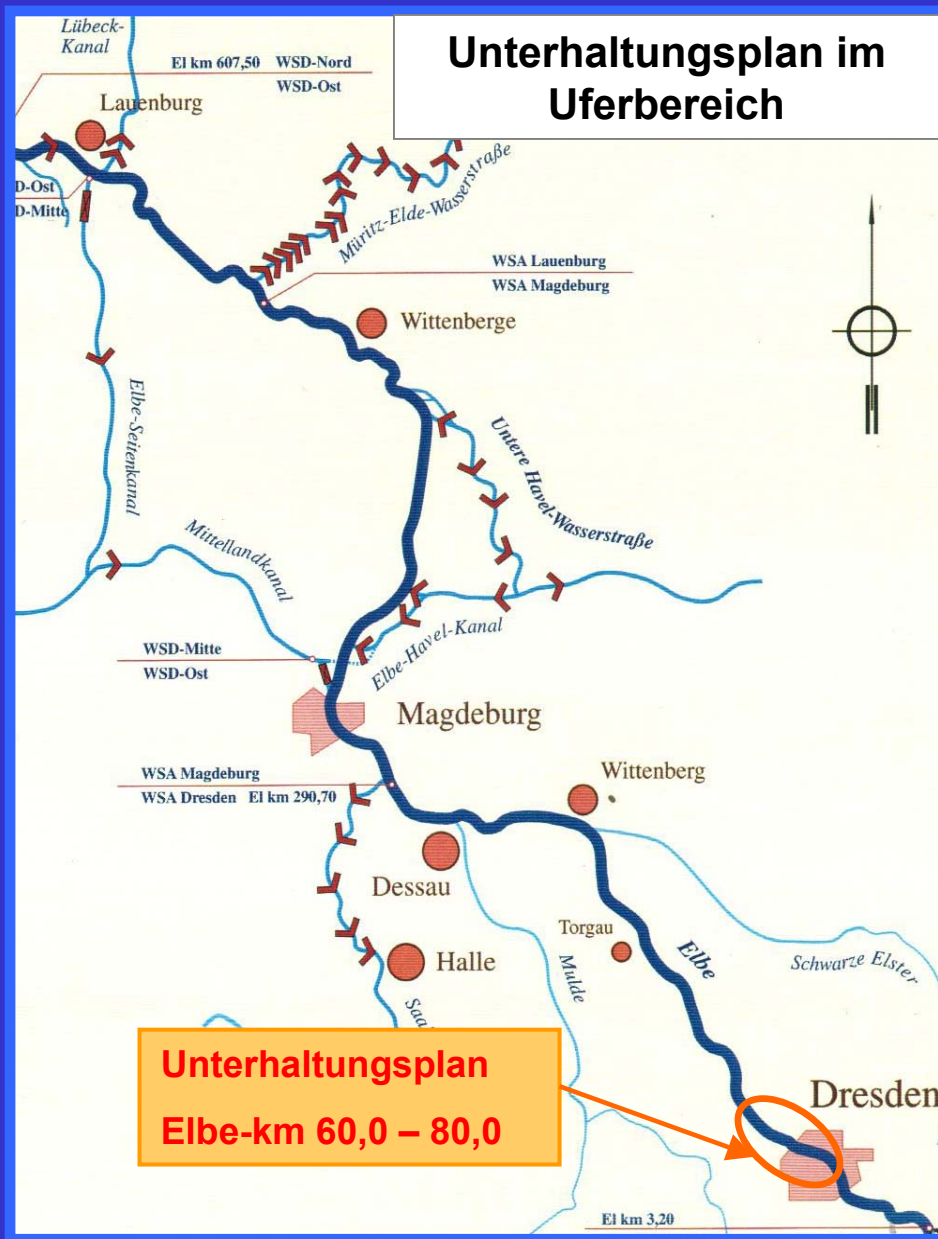 Unterhaltungsplan im
Uferbereich
Lübeck-
Kanal
El km 607,50 WSD-Nord
WSD-Ost
Lauenburg
D-Ost
D-Mitte
Müritz-Elde-Wasserstraße
WSA Lauenburg
WSA Magdeburg
Wittenberge
Elbe-Seitenkanal
Untere Havel-Wasserstraße
Mittellandkanal
Elbe-Havel-Kanal
WSD-Mitte
WSD-Ost
Magdeburg
WSA Magdeburg
WSA Dresden El km 290,70
Wittenberg
Dessau
Torgau
Halle
Elbe
Mulde
Schwarze Elster
Saa
Unterhaltungsplan
Elbe-km 60,0 – 80,0
Dresden
El km 3,20